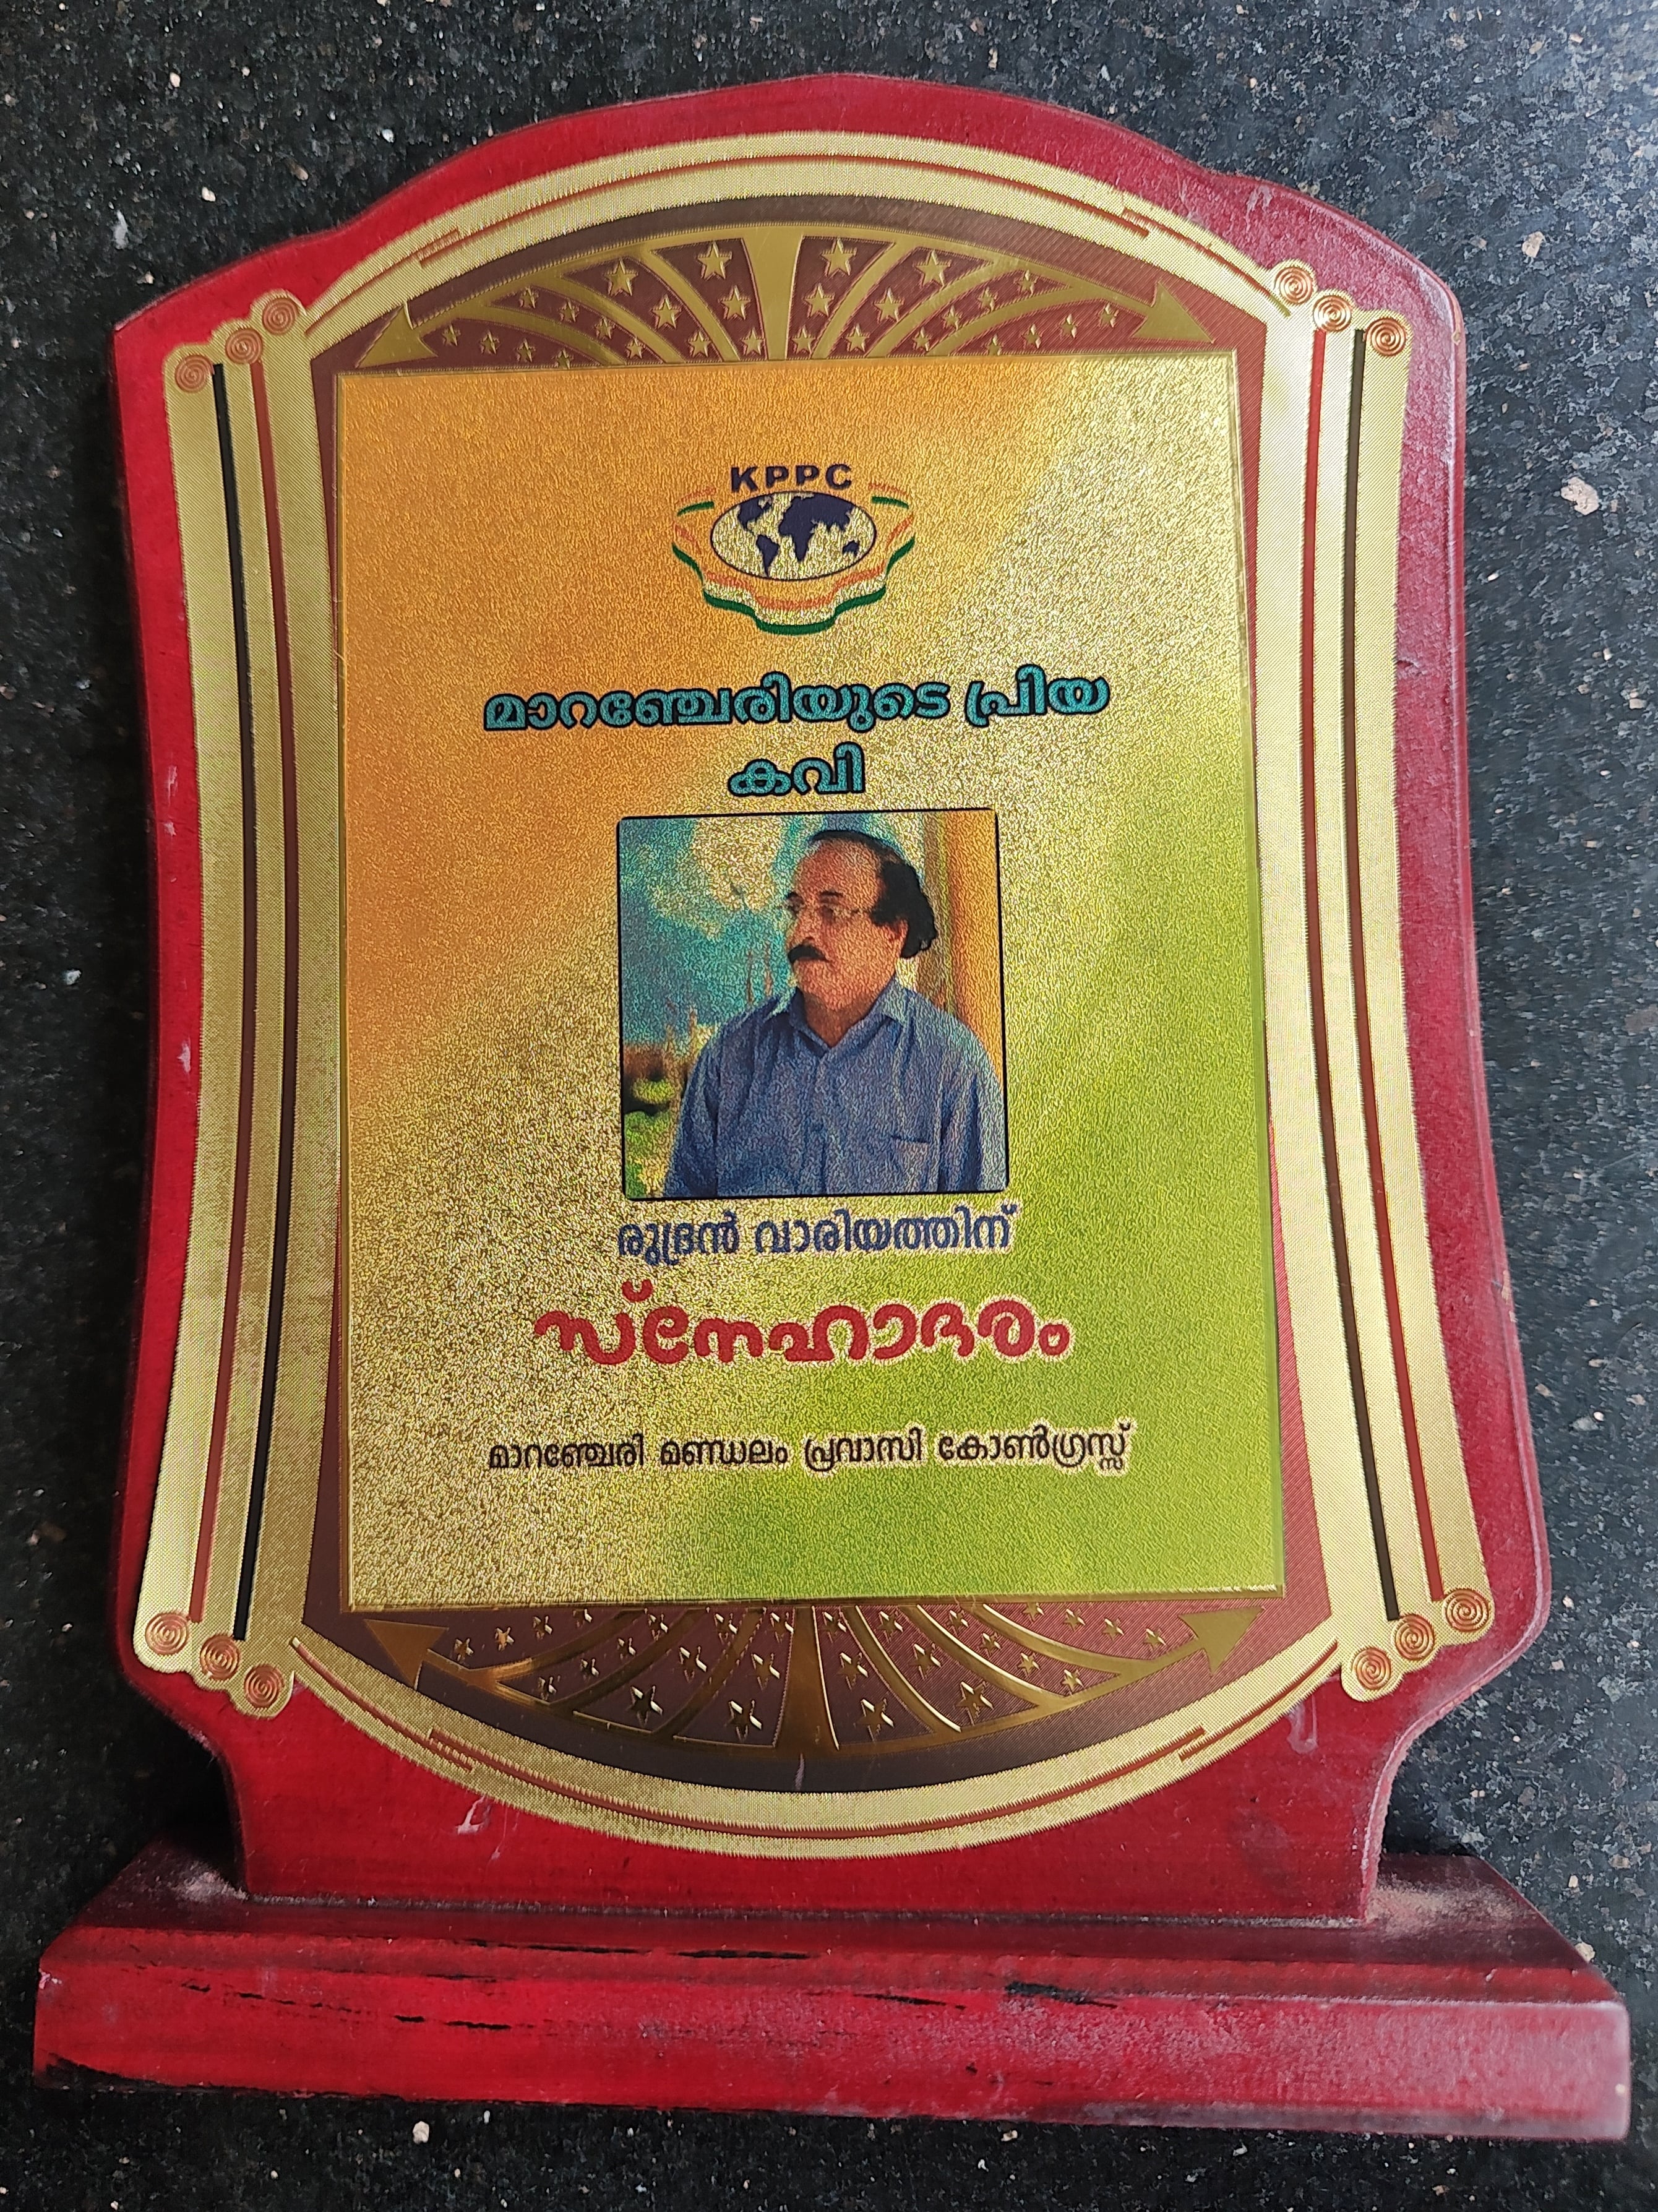 KPPC
മാറഞ്ചേരിയുടെ പ്രിയ
കവി
രുദ്രൻ വാരിയത്തിന്
സ്നേഹാദരം
മാറഞ്ചേരി മണ്ഡലം പ്രവാസി കോൺഗ്രസ്സ്